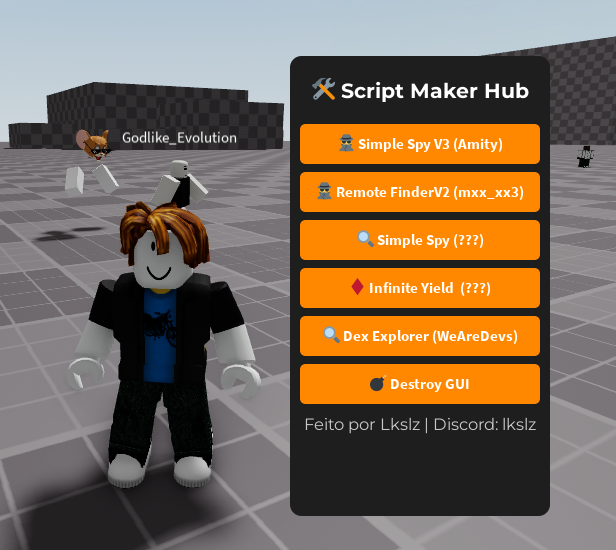 🛠️ Script Maker Hub
Godlike_Evolution
🕵️ Simple Spy V3 (Amity)
🕵️ Remote FinderV2 (mxx_xx3)
🔍 Simple Spy (???)
♦️ Infinite Yield (???)
🔍 Dex Explorer (WeAreDevs)
💣 Destroy GUI
Feito por Lkslz | Discord: lkslz